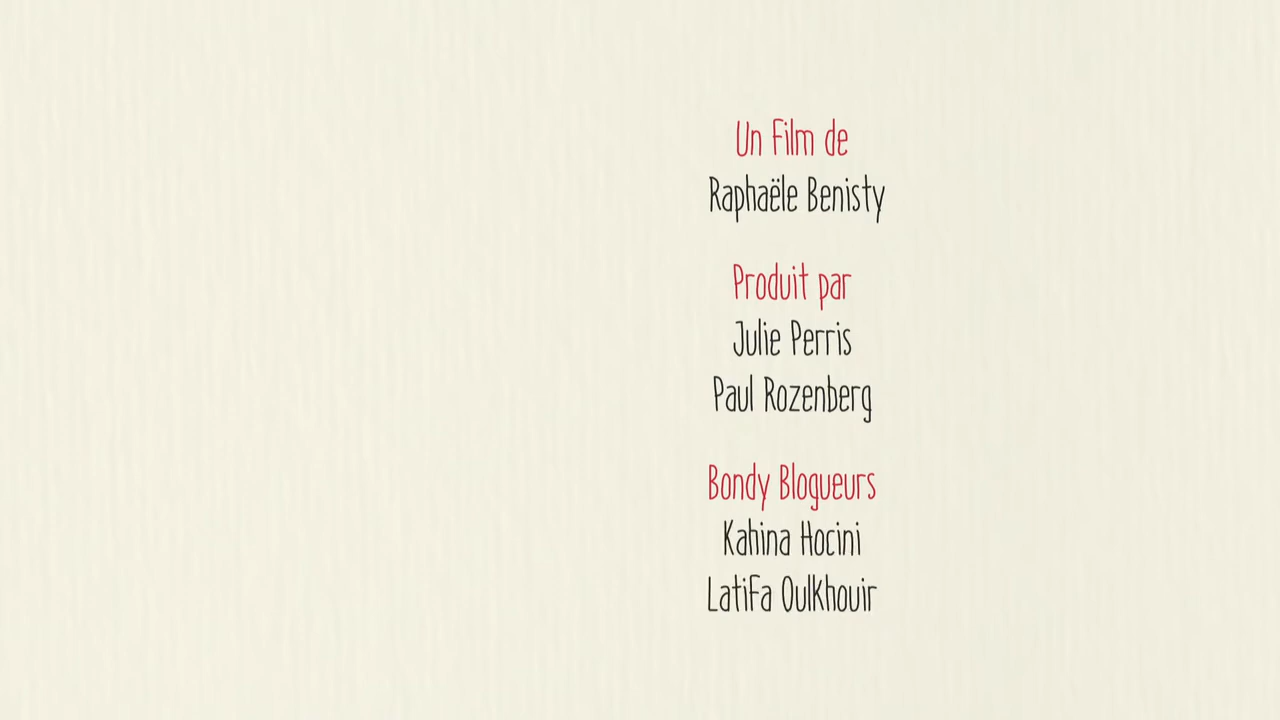 Un Film de
Raphaële Benisty
Produit par
Julie Perris
Paul Rozenberg
Bondy Blogueurs
Kahina Hocini
Latifa Oulkhouir